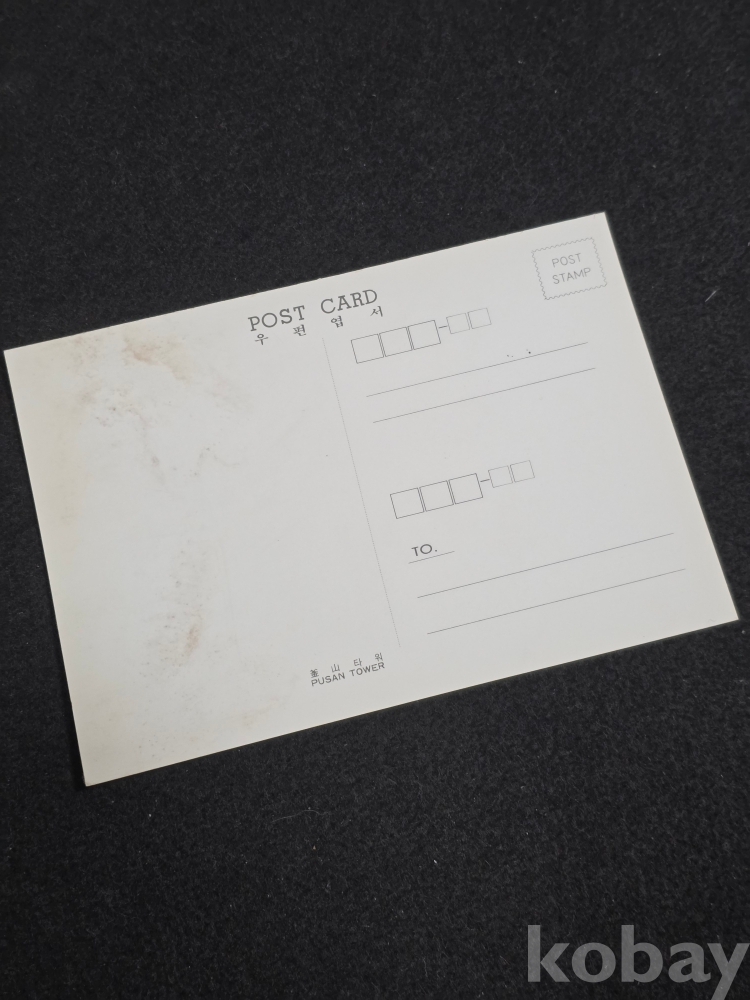 POST CARD
우편엽서
POST
STAMP
TO.
釜山타워
PUSAN TOWER
kobay